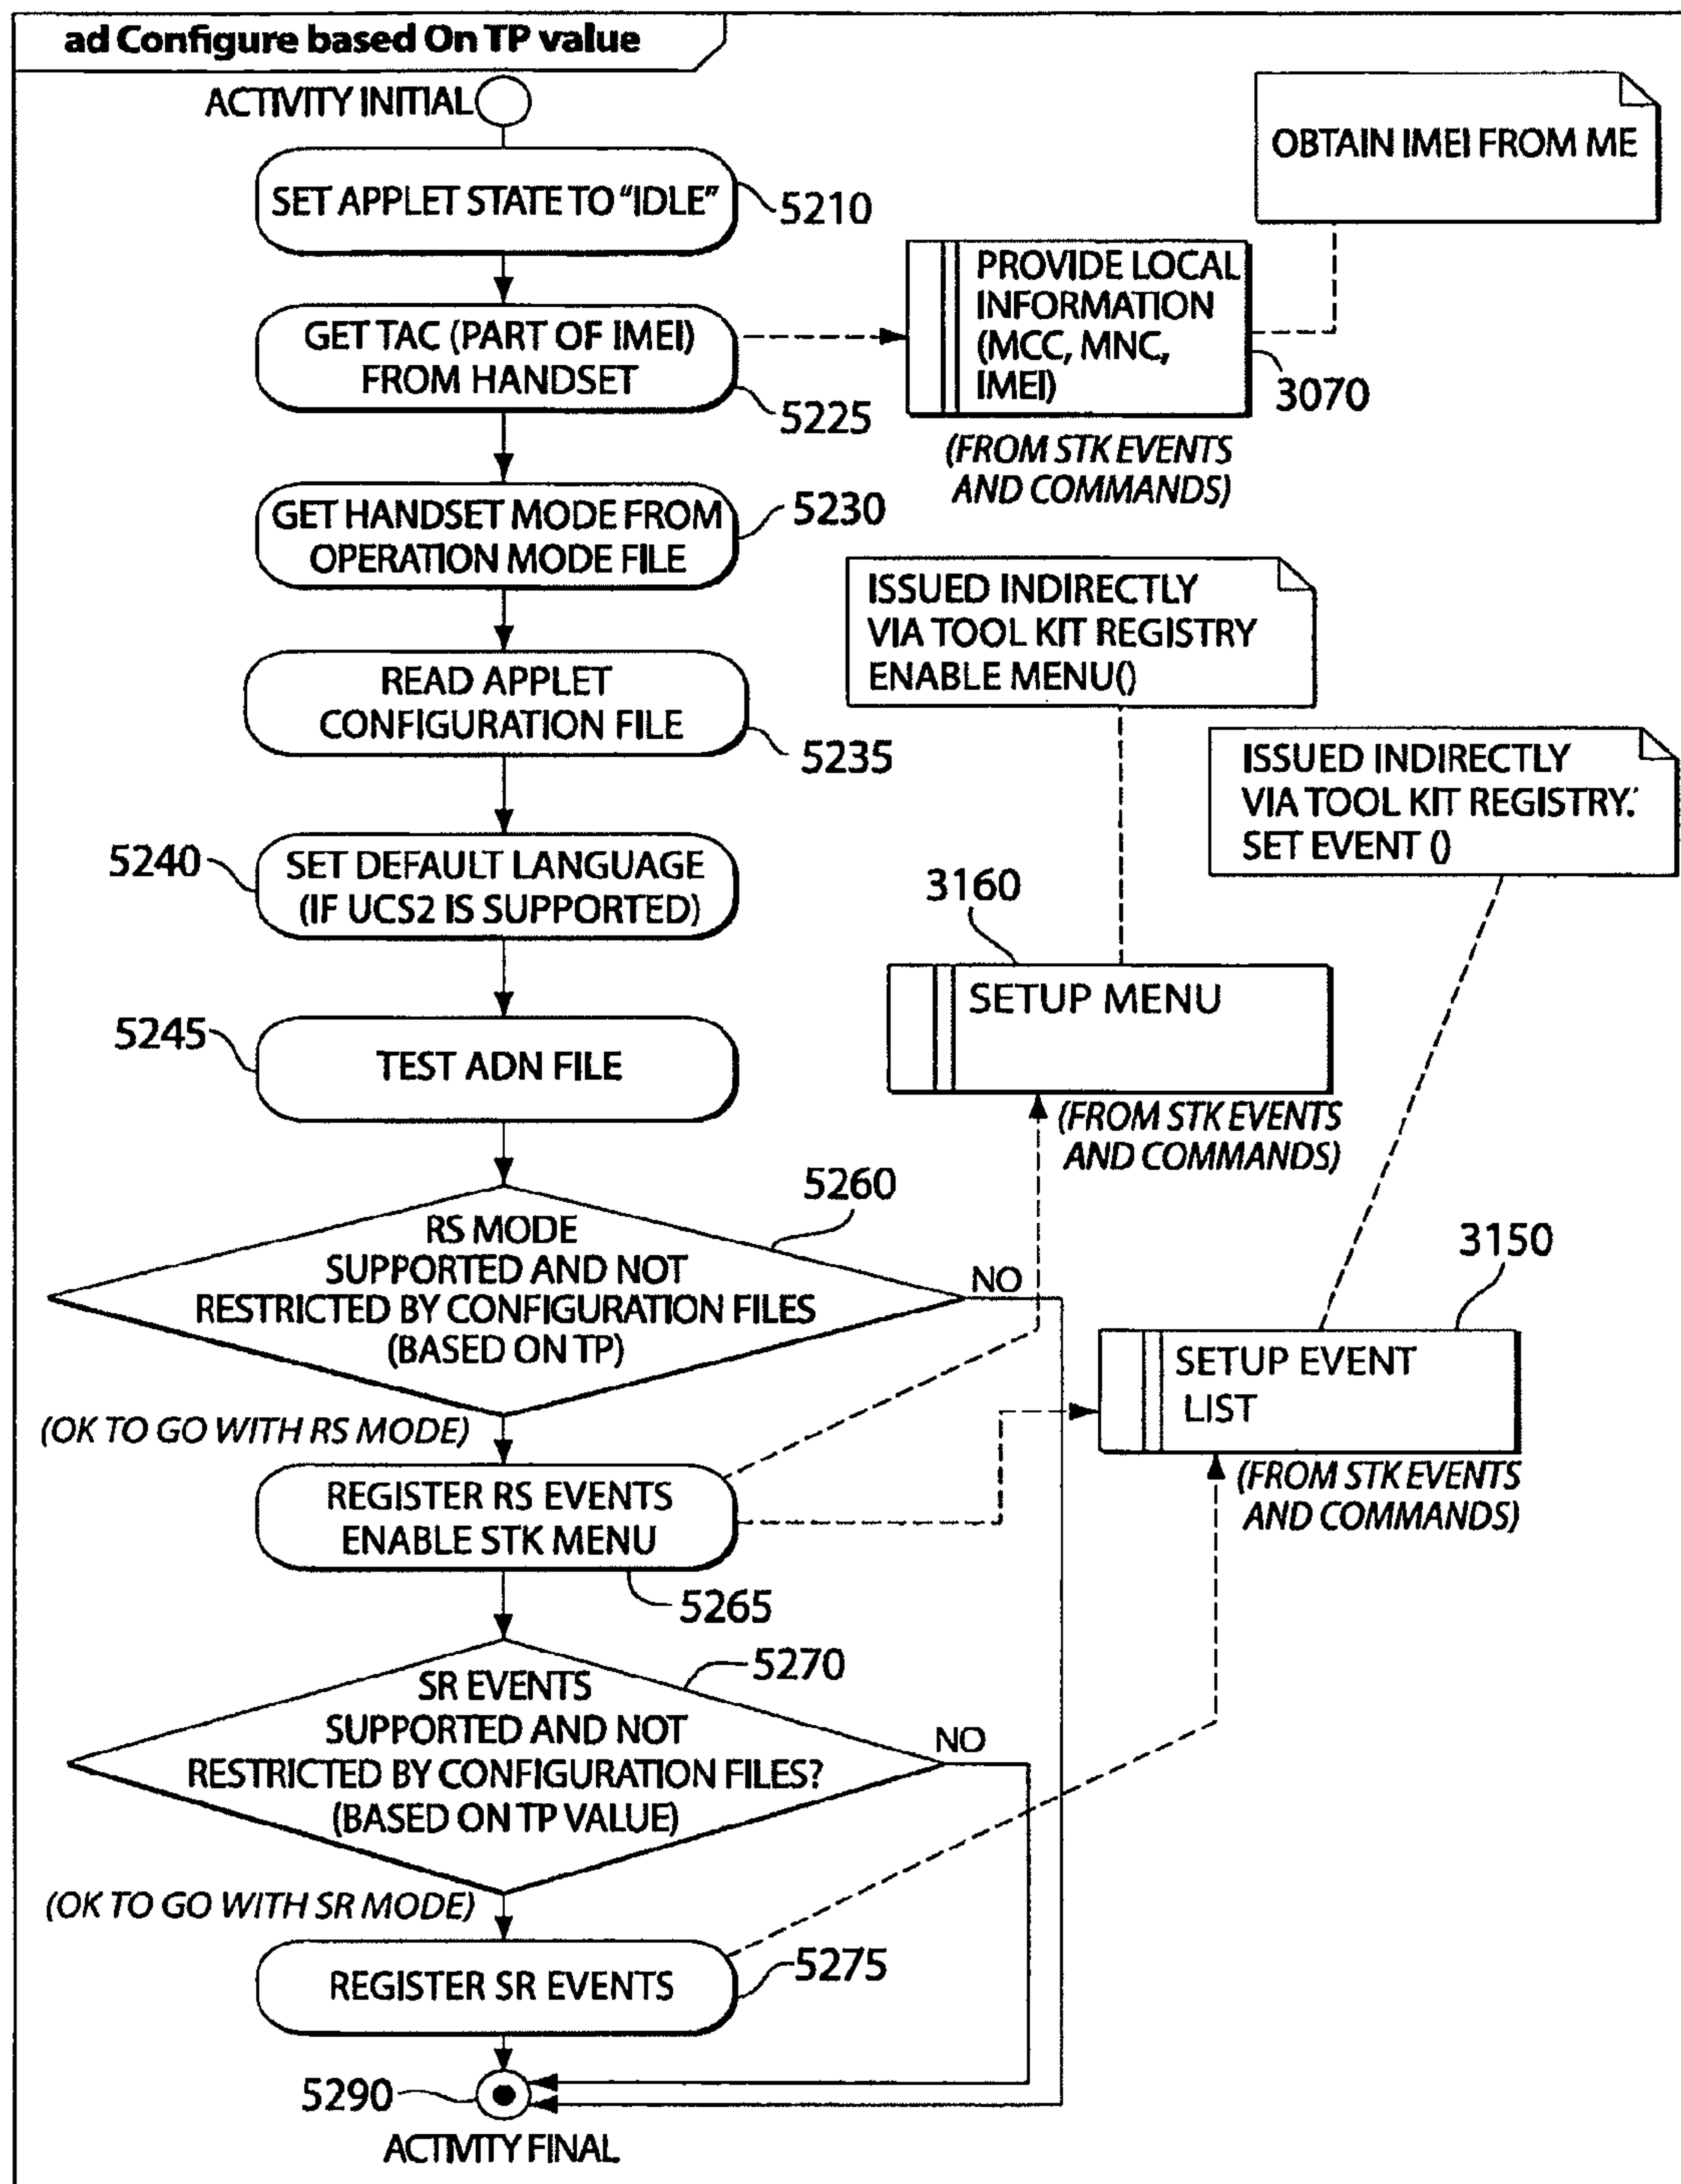 ad Configure based On TP value
ACTIVITY INITIAL
SET APPLET STATE TO “IDLE”
5210
OBTAIN IMEI FROM ME
GET TAC (PART OF IMEI)
FROM HANDSET
5225
PROVIDE LOCAL
INFORMATION
(MCC, MNC,
IMEI)
3070
(FROM STK EVENTS
AND COMMANDS)
GET HANDSET MODE FROM
OPERATION MODE FILE
5230
ISSUED INDIRECTLY
VIA TOOL KIT REGISTRY
ENABLE MENU()
READ APPLET
CONFIGURATION FILE
5235
ISSUED INDIRECTLY
VIA TOOL KIT REGISTRY.
SET EVENT ()
5240
SET DEFAULT LANGUAGE
(IF UCS2 IS SUPPORTED)
3160
SETUP MENU
(FROM STK EVENTS
AND COMMANDS)
5245
TEST ADN FILE
5260
RS MODE
SUPPORTED AND NOT
RESTRICTED BY CONFIGURATION FILES
(BASED ON TP)
NO
3150
SETUP EVENT
LIST
(FROM STK EVENTS
AND COMMANDS)
(OK TO GO WITH RS MODE)
REGISTER RS EVENTS
ENABLE STK MENU
5265
5270
SR EVENTS
SUPPORTED AND NOT
RESTRICTED BY CONFIGURATION FILES?
(BASED ON TP VALUE)
NO
(OK TO GO WITH SR MODE)
REGISTER SR EVENTS
5275
5290
ACTIVITY FINAL